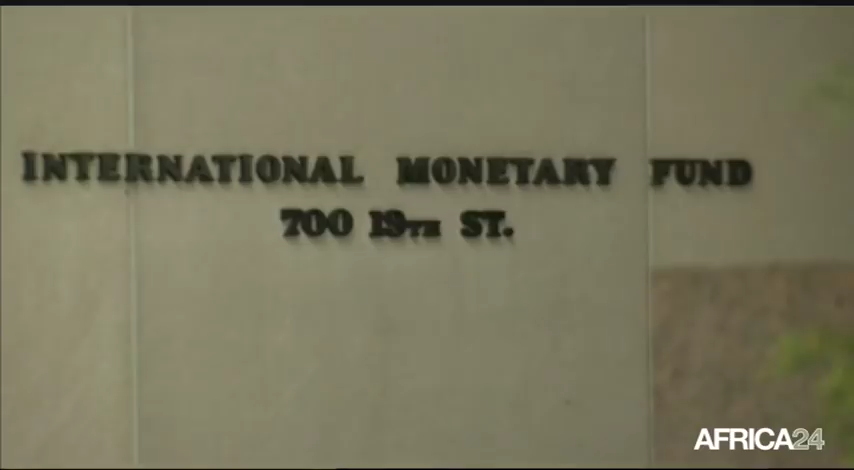 INTERNATIONAL MONETARY FUND
700 19TH ST.
AFRICA24